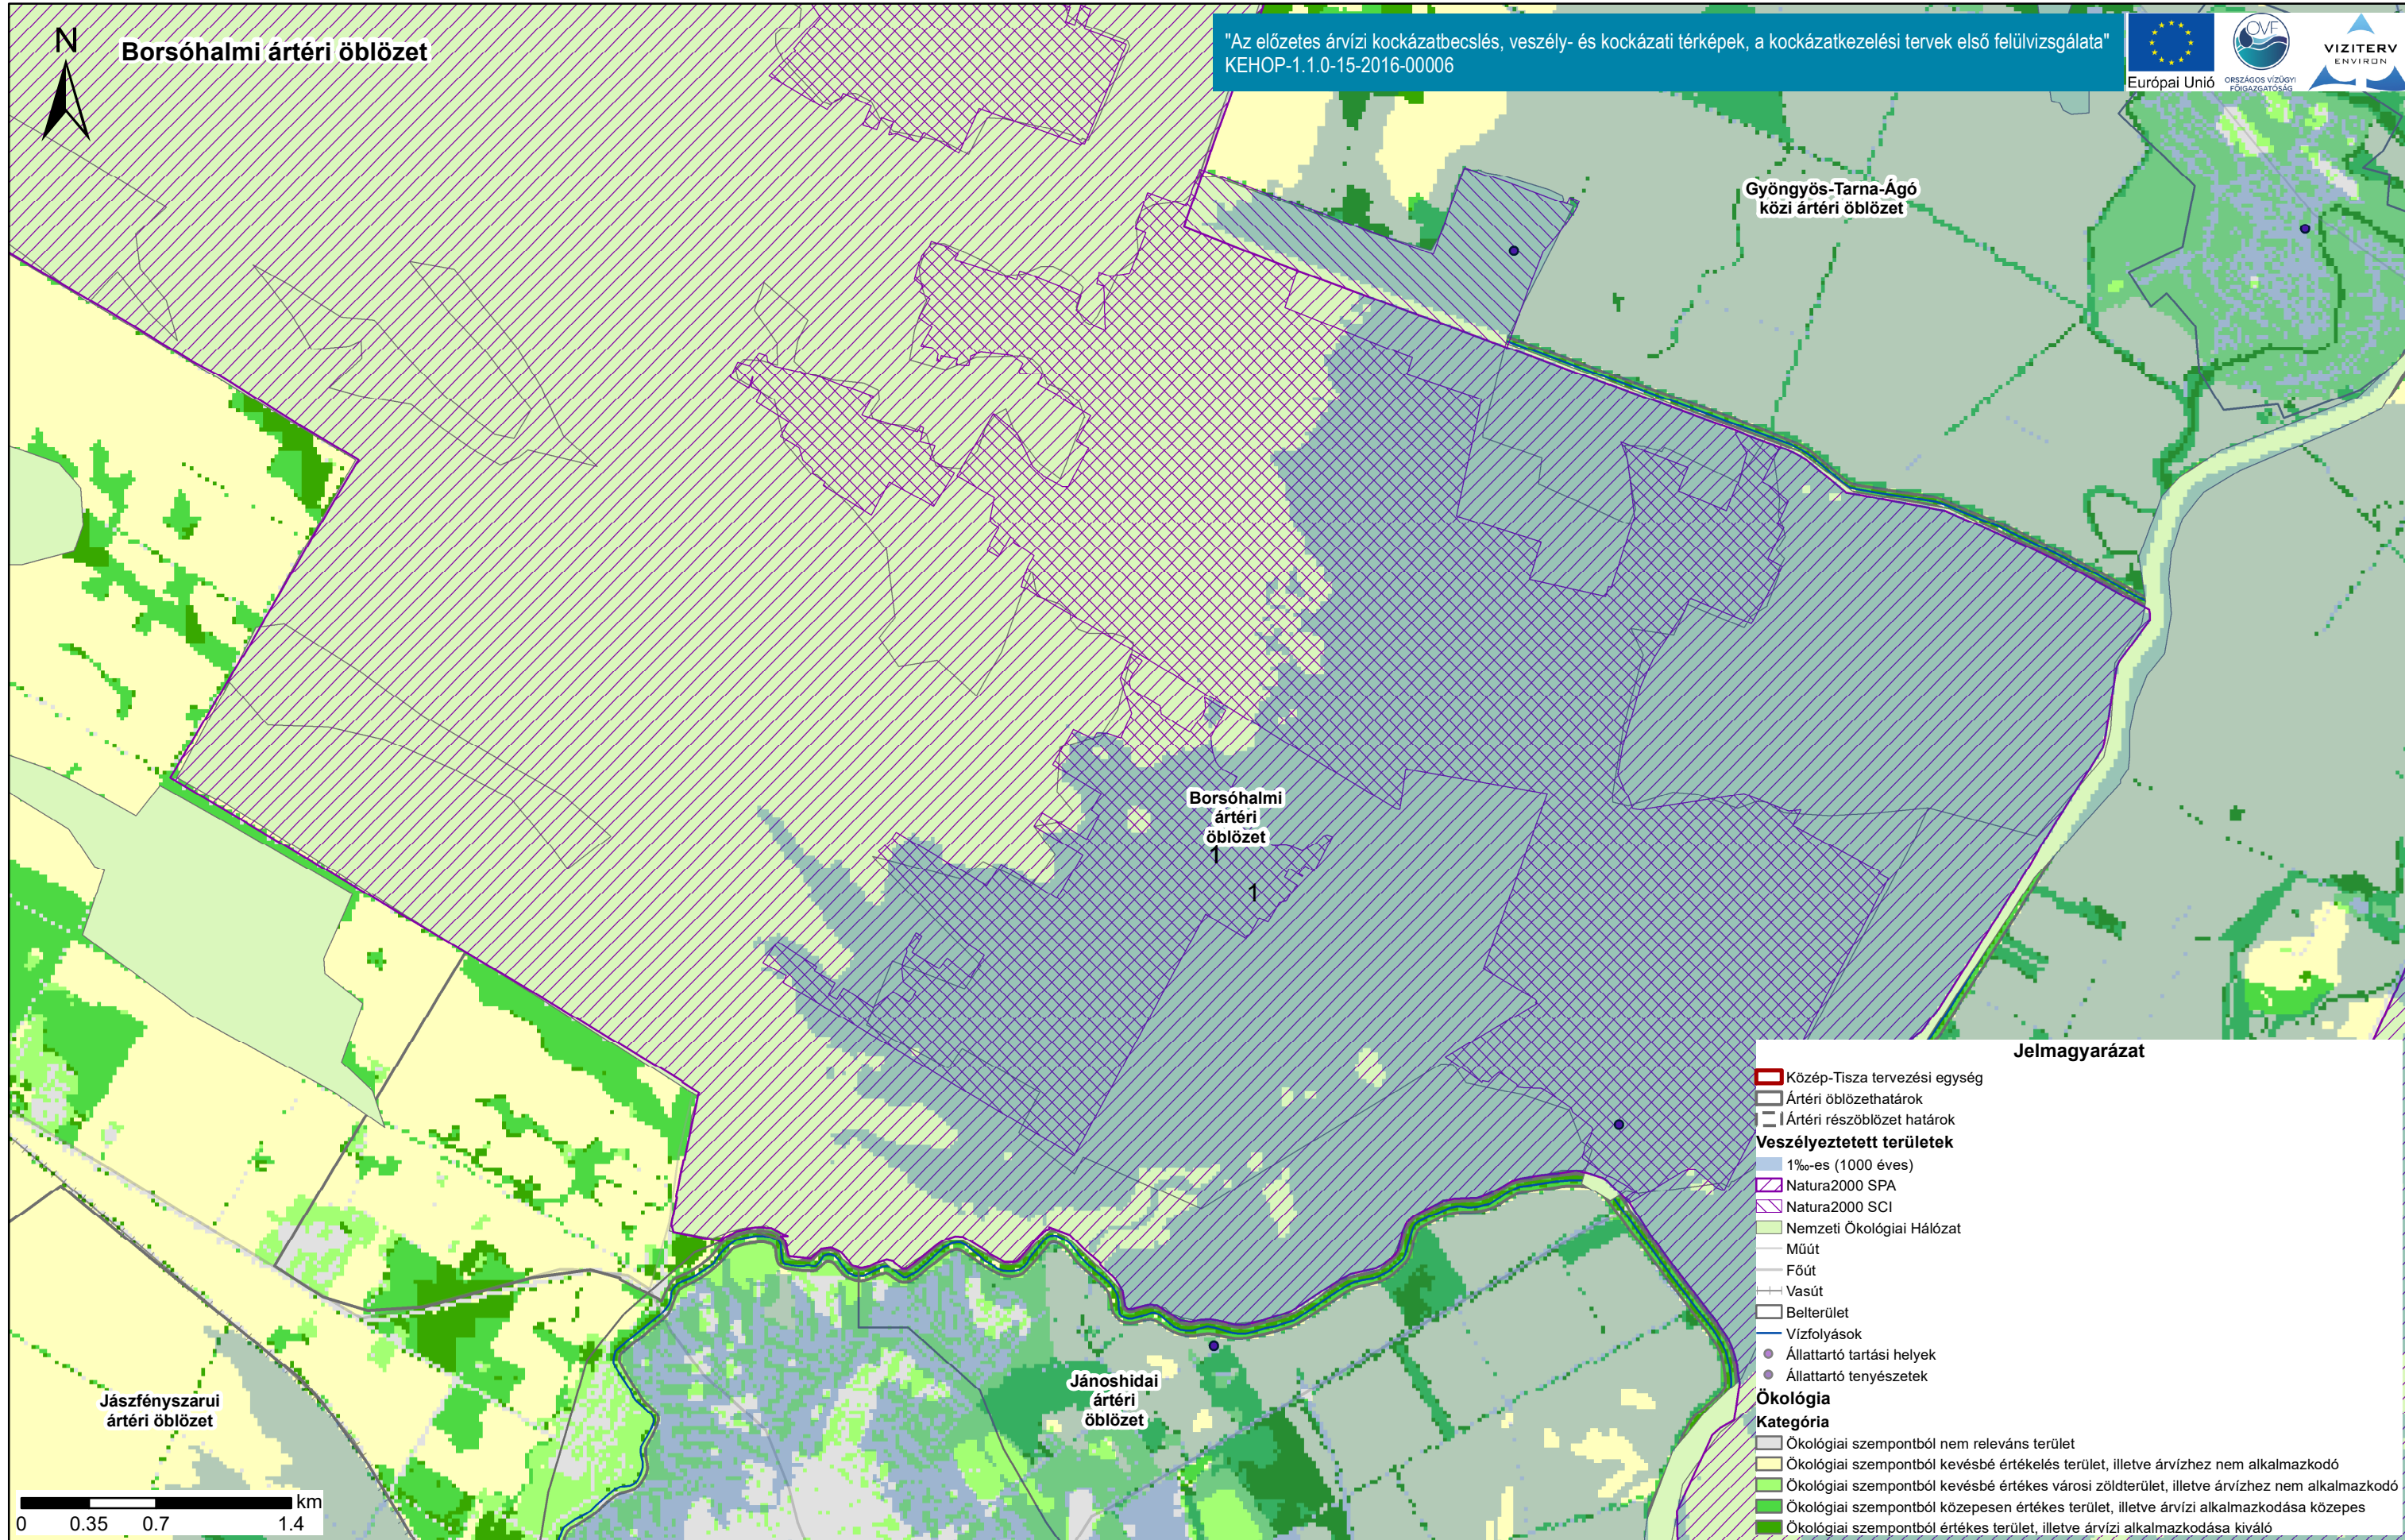 N
Borsóhalmi ártéri öblözet
"Az előzetes árvízi kockázatbecslés, veszély- és kockázati térképek, a kockázatkezelési tervek első felülvizsgálata"
KEHOP-1.1.0-15-2016-00006
Európai Unió
OVF
ORSZÁGOS VÍZÜGYI
FŐIGAZGATÓSÁG
VIZITERV
ENVIRON
Gyöngyös-Tarna-Ágó
közi ártéri öblözet
Borsóhalmi
ártéri
öblözet
1
1
Jászfényszarui
ártéri öblözet
Jánoshidai
ártéri
öblözet
km
0 0.35 0.7 1.4
Jelmagyarázat
Közép-Tisza tervezési egység
Ártéri öblözethatárok
Ártéri részöblözet határok
Veszélyeztetett területek
1‰-es (1000 éves)
Natura2000 SPA
Natura2000 SCI
Nemzeti Ökológiai Hálózat
Műút
Főút
Vasút
Belterület
Vízfolyások
Állattartó tartási helyek
Állattartó tenyészetek
Ökológia
Kategória
Ökológiai szempontból nem releváns terület
Ökológiai szempontból kevésbé értékelés terület, illetve árvízhez nem alkalmazkodó
Ökológiai szempontból kevésbé értékes városi zöldterület, illetve árvízhez nem alkalmazkodó
Ökológiai szempontból közepesen értékes terület, illetve árvízi alkalmazkodása közepes
Ökológiai szempontból értékes terület, illetve árvízi alkalmazkodása kiváló